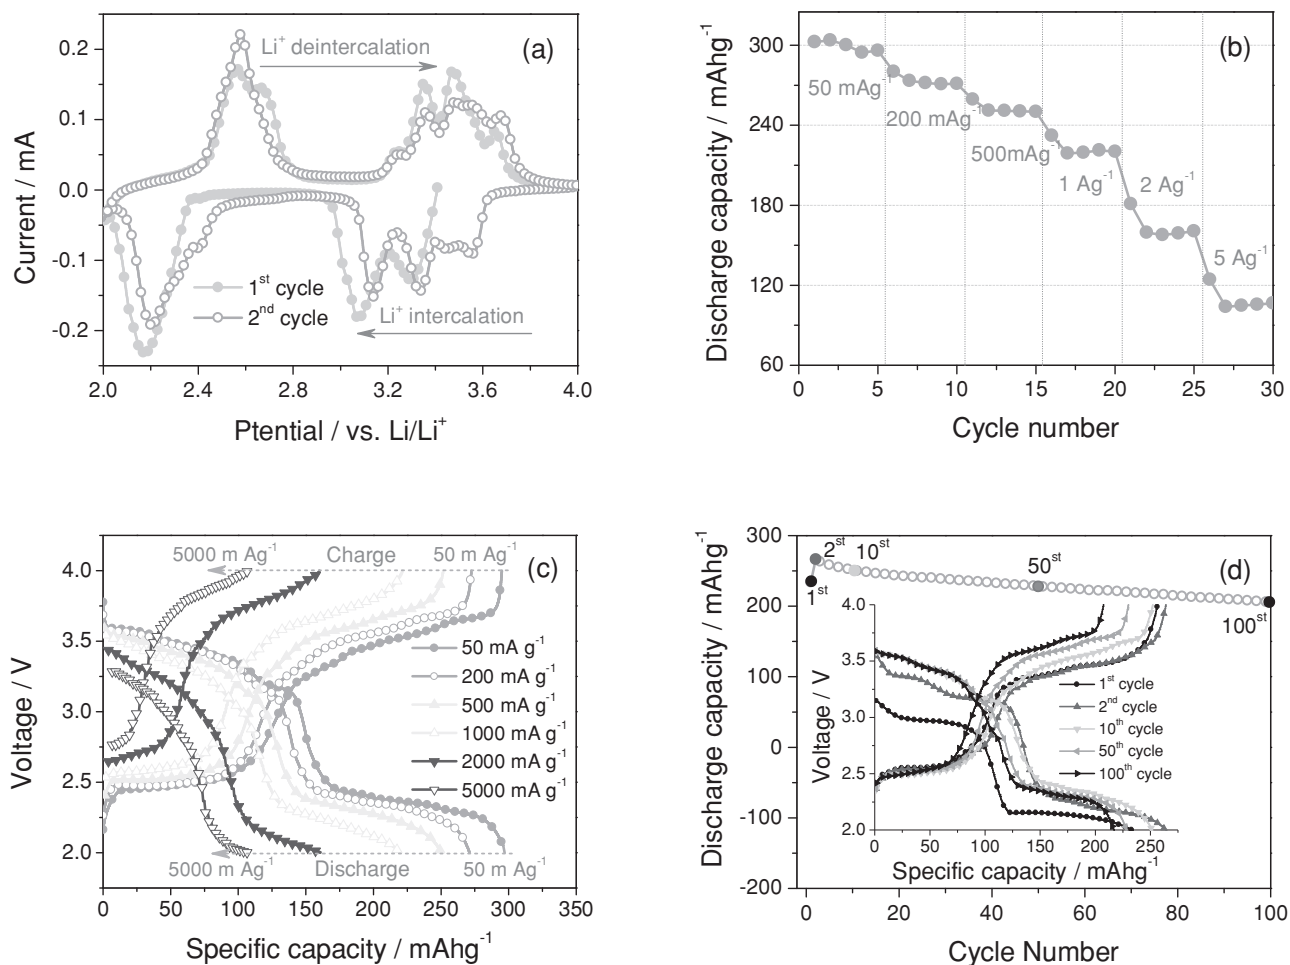 (a)
Li⁺ deintercalation
0.2
0.1
0.0
-0.1
-0.2
Current / mA
1ˢᵗ cycle
2ⁿᵈ cycle
Li⁺ intercalation
2.0 2.4 2.8 3.2 3.6 4.0
Ptential / vs. Li/Li⁺
(b)
300
240
180
120
60
Discharge capacity / mAhg⁻¹
50 mAg⁻¹
200 mAg⁻¹
500mAg⁻¹
1 Ag⁻¹
2 Ag⁻¹
5 Ag⁻¹
0 5 10 15 20 25 30
Cycle number
(c)
5000 m Ag⁻¹
Charge
50 m Ag⁻¹
4.0
3.5
3.0
2.5
2.0
Voltage / V
50 mA g⁻¹
200 mA g⁻¹
500 mA g⁻¹
1000 mA g⁻¹
2000 mA g⁻¹
5000 mA g⁻¹
5000 m Ag⁻¹
Discharge
50 m Ag⁻¹
0 50 100 150 200 250 300 350
Specific capacity / mAhg⁻¹
(d)
300
200
100
0
-100
-200
Discharge capacity / mAhg⁻¹
1ˢᵗ
2ˢᵗ
10ˢᵗ
50ˢᵗ
100ˢᵗ
4.0
3.5
3.0
2.5
2.0
Voltage / V
1ˢᵗ cycle
2ⁿᵈ cycle
10ᵗʰ cycle
50ᵗʰ cycle
100ᵗʰ cycle
0 50 100 150 200 250
Specific capacity / mAhg⁻¹
20 40 60 80 100
Cycle Number